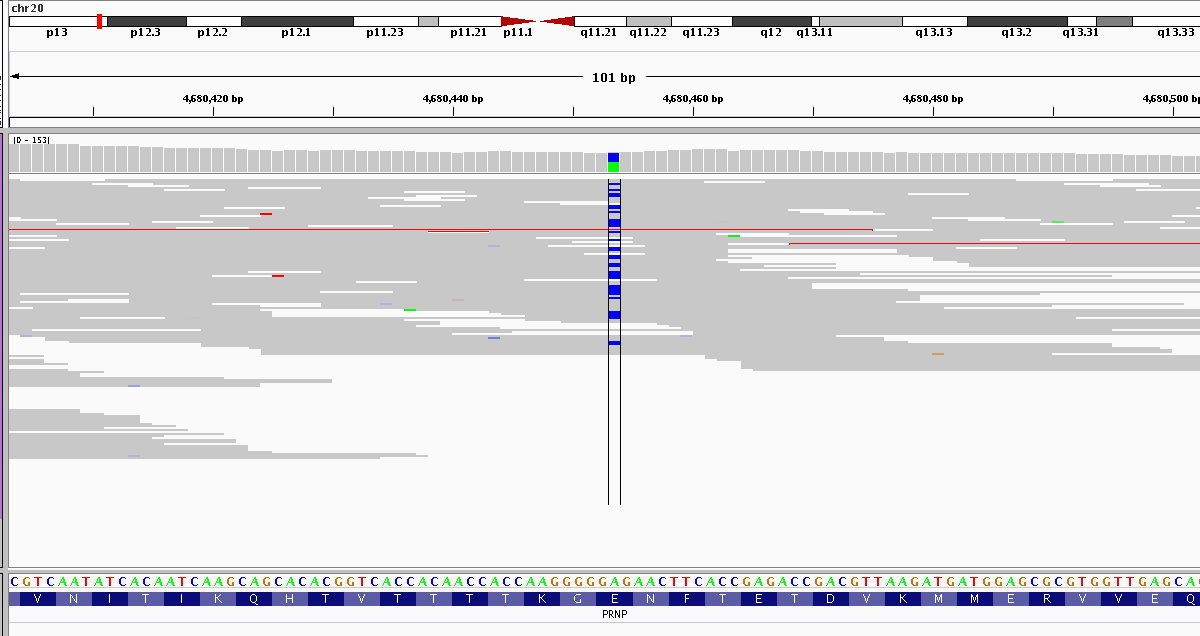 chr20
p13 p12.3 p12.2 p12.1 p11.23 p11.21 p11.1 q11.21 q11.22 q11.23 q12 q13.11 q13.13 q13.2 q13.31 q13.33
101 bp
4,680,420 bp 4,680,440 bp 4,680,460 bp 4,680,480 bp 4,680,500 bp
[0 - 153]
CGTCAATATCACAATCAAGCAGCACACGGTCACCACAACCACCAAGGGGGAGAACTTCACCGAGACCGACGTTAAGATGATGGAGCGCGTGGTTGAGCA
V N I T I K Q H T V T T T T K G E N F T E T D V K M M E R V V E Q
PRNP